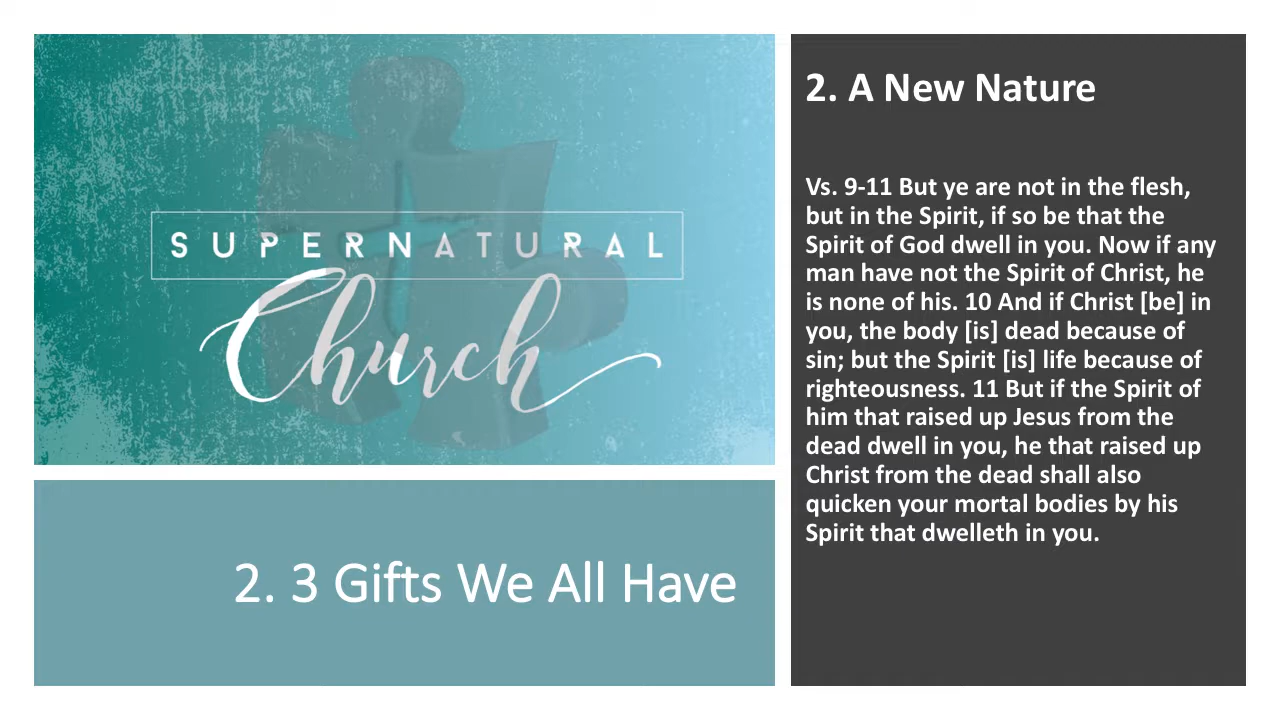 SUPERNATURAL
Church
2. 3 Gifts We All Have
2. A New Nature
Vs. 9-11 But ye are not in the flesh,
but in the Spirit, if so be that the
Spirit of God dwell in you. Now if any
man have not the Spirit of Christ, he
is none of his. 10 And if Christ [be] in
you, the body [is] dead because of
sin; but the Spirit [is] life because of
righteousness. 11 But if the Spirit of
him that raised up Jesus from the
dead dwell in you, he that raised up
Christ from the dead shall also
quicken your mortal bodies by his
Spirit that dwelleth in you.